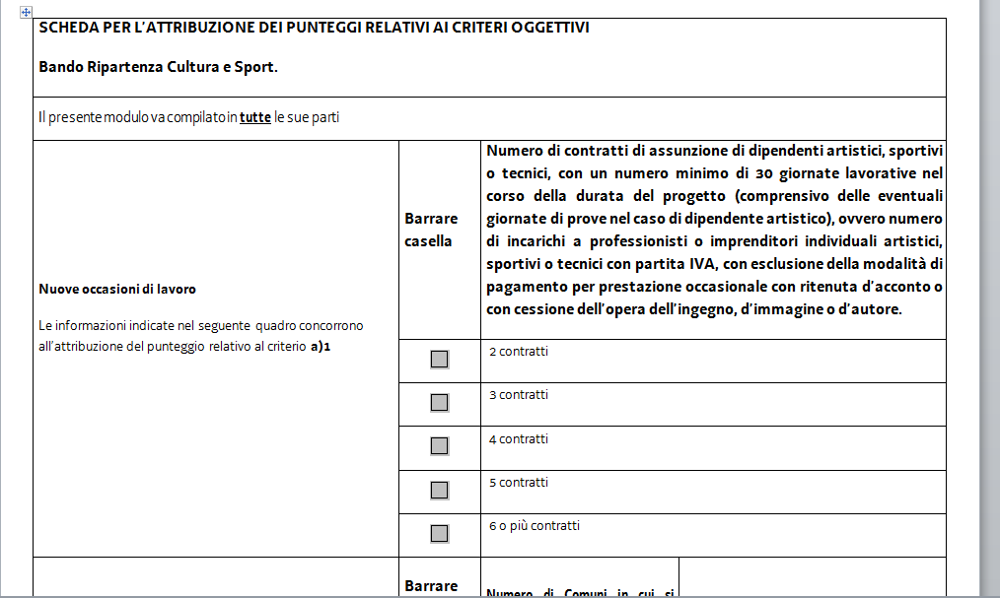 SCHEDA PER L'ATTRIBUZIONE DEI PUNTEGGI RELATIVI AI CRITERI OGGETTIVI
Bando Ripartenza Cultura e Sport.
Il presente modulo va compilato in tutte le sue parti
Nuove occasioni di lavoro
Le informazioni indicate nel seguente quadro concorrono
all'attribuzione del punteggio relativo al criterio a)1
Barrare
casella
Numero di contratti di assunzione di dipendenti artistici, sportivi
o tecnici, con un numero minimo di 30 giornate lavorative nel
corso della durata del progetto (comprensivo delle eventuali
giornate di prove nel caso di dipendente artistico), ovvero numero
di incarichi a professionisti o imprenditori individuali artistici,
sportivi o tecnici con partita IVA, con esclusione della modalità di
pagamento per prestazione occasionale con ritenuta d'acconto o
con cessione dell'opera dell'ingegno, d'immagine o d'autore.
2 contratti
3 contratti
4 contratti
5 contratti
6 o più contratti
Barrare
Numero di Comuni in cui si